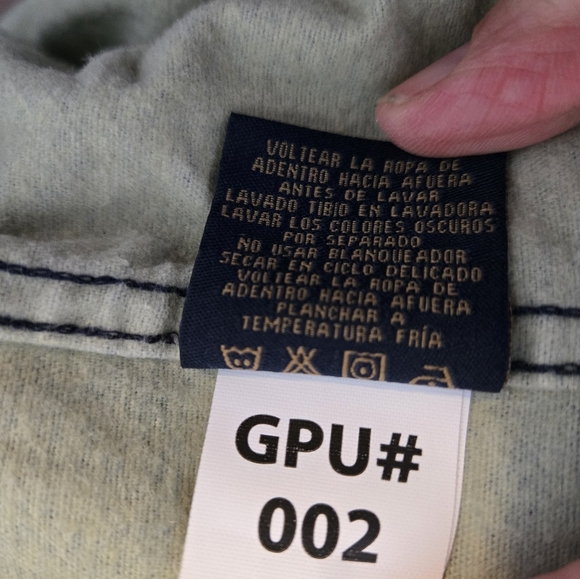 VOLTEAR LA ROPA DE
ADENTRO HACIA AFUERA
ANTES DE LAVAR
LAVADO TIBIO EN LAVADORA
LAVAR LOS COLORES OSCUROS
POR SEPARADO
NO USAR BLANQUEADOR
SECAR EN CICLO DELICADO
VOLTEAR LA ROPA DE
ADENTRO HACIA AFUERA
PLANCHAR A
TEMPERATURA FRÍA
GPU#
002